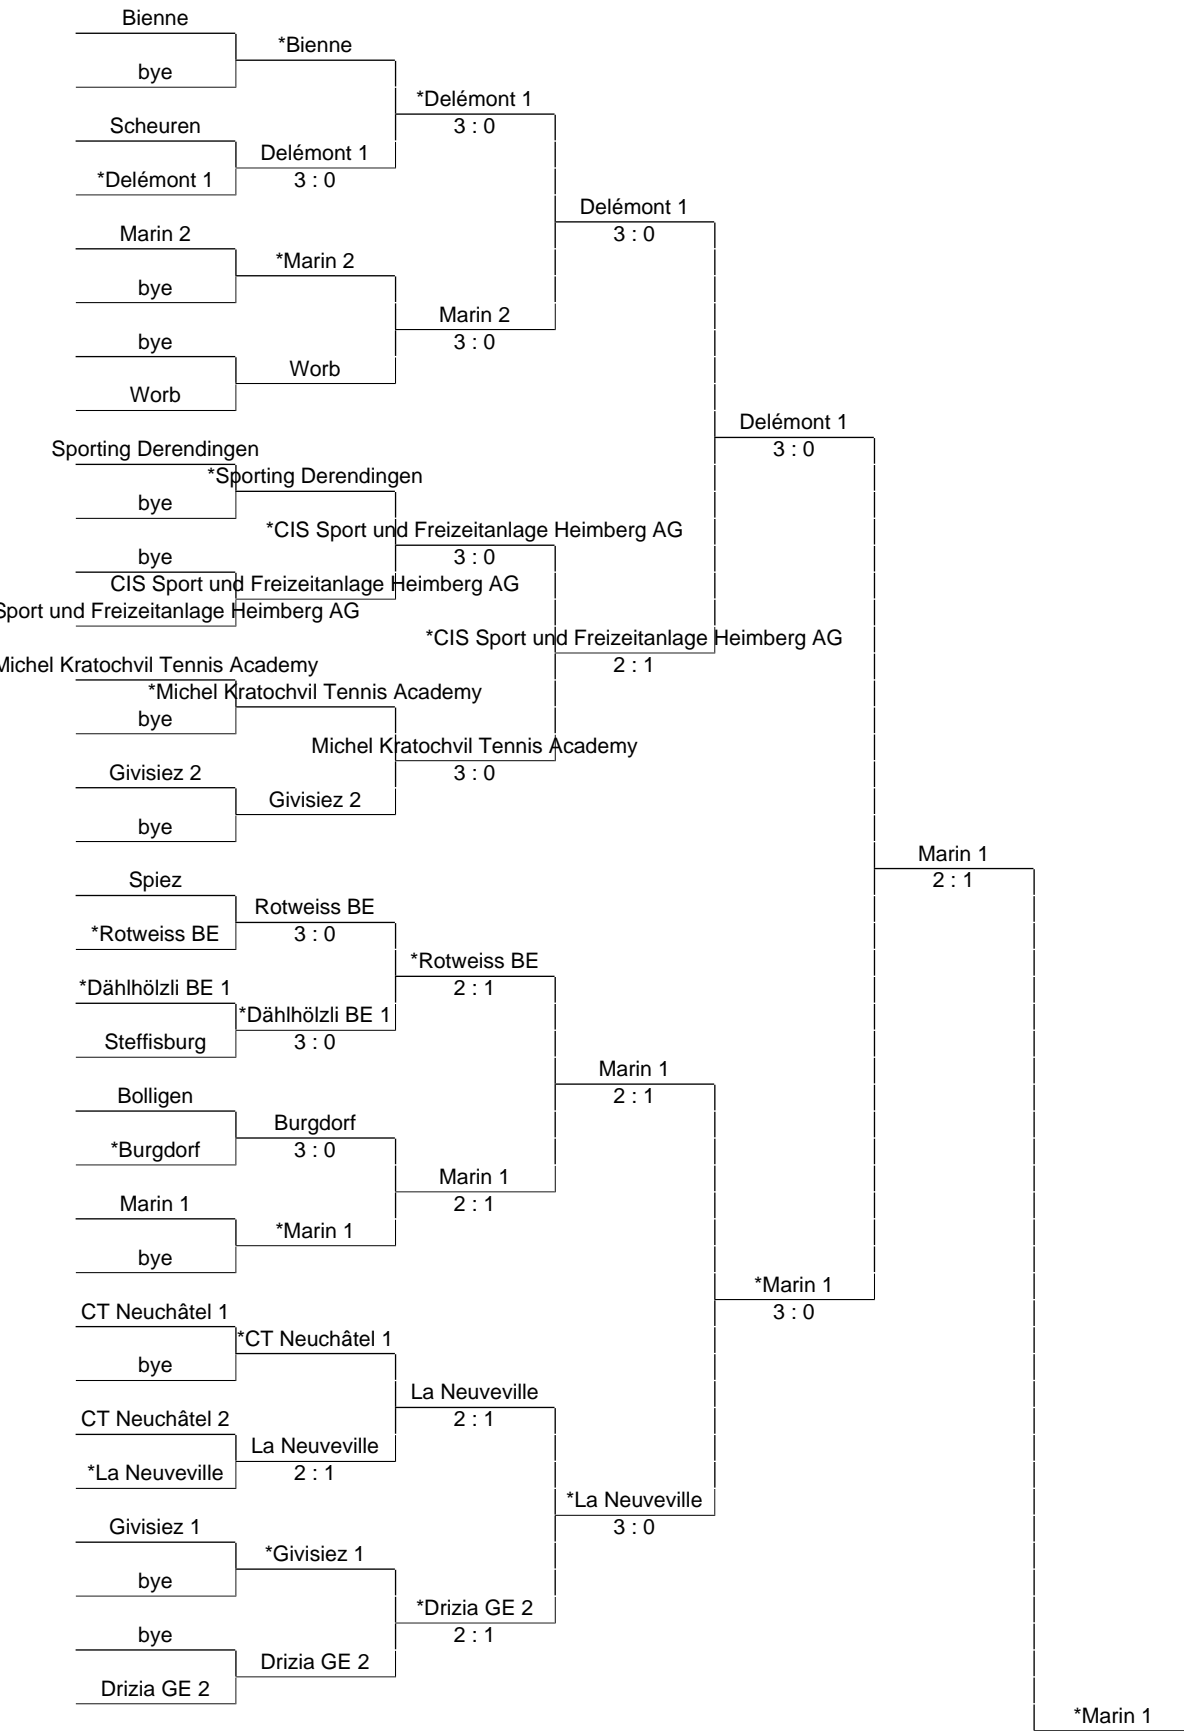 Bienne
*Bienne
bye
*Delémont 1
3 : 0
Scheuren
Delémont 1
*Delémont 1
3 : 0
Delémont 1
3 : 0
Marin 2
*Marin 2
bye
Marin 2
3 : 0
bye
Worb
Worb
Delémont 1
3 : 0
Sporting Derendingen
*Sporting Derendingen
bye
*CIS Sport und Freizeitanlage Heimberg AG
3 : 0
bye
CIS Sport und Freizeitanlage Heimberg AG
Sport und Freizeitanlage Heimberg AG
*CIS Sport und Freizeitanlage Heimberg AG
2 : 1
Michel Kratochvil Tennis Academy
*Michel Kratochvil Tennis Academy
bye
Michel Kratochvil Tennis Academy
3 : 0
Givisiez 2
Givisiez 2
bye
Marin 1
2 : 1
Spiez
Rotweiss BE
*Rotweiss BE
3 : 0
*Rotweiss BE
2 : 1
*Dählhölzli BE 1
*Dählhölzli BE 1
Steffisburg
3 : 0
Marin 1
2 : 1
Bolligen
Burgdorf
*Burgdorf
3 : 0
Marin 1
2 : 1
Marin 1
*Marin 1
bye
*Marin 1
3 : 0
CT Neuchâtel 1
*CT Neuchâtel 1
bye
La Neuveville
2 : 1
CT Neuchâtel 2
La Neuveville
*La Neuveville
2 : 1
*La Neuveville
3 : 0
Givisiez 1
*Givisiez 1
bye
*Drizia GE 2
2 : 1
bye
Drizia GE 2
Drizia GE 2
*Marin 1